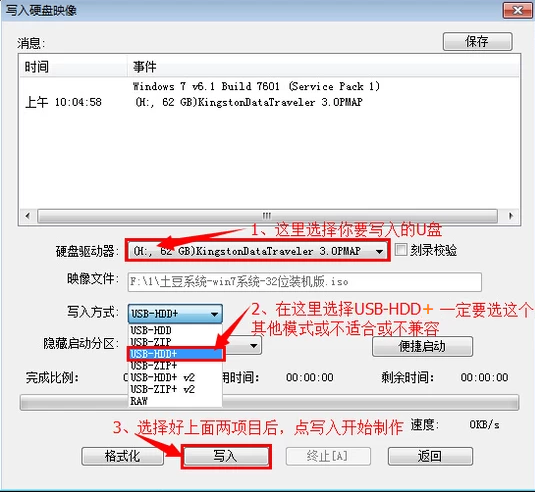 写入硬盘映像
消息:
保存
时间 事件
Windows 7 v6.1 Build 7601 (Service Pack 1)
上午 10:04:58 (H:, 62 GB)KingstonDataTraveler 3.0PMAP
1、这里选择你要写入的U盘
硬盘驱动器: (H:, 62 GB)KingstonDataTraveler 3.0PMAP 刻录校验
映像文件: F:\1\土豆系统-win7系统-32位装机版.iso
写入方式: USB-HDD+
2、在这里选择USB-HDD+ 一定要选这个
其他模式或不适合或不兼容
USB-HDD
USB-ZIP
USB-HDD+
USB-ZIP+
USB-HDD+ v2
USB-ZIP+ v2
RAW
隐藏启动分区: 便捷启动
完成比例: 用时间: 00:00:00 剩余时间: 00:00:00
3、选择好上面两项目后，点写入开始制作
速度: 0KB/s
格式化 写入 终止[A] 返回